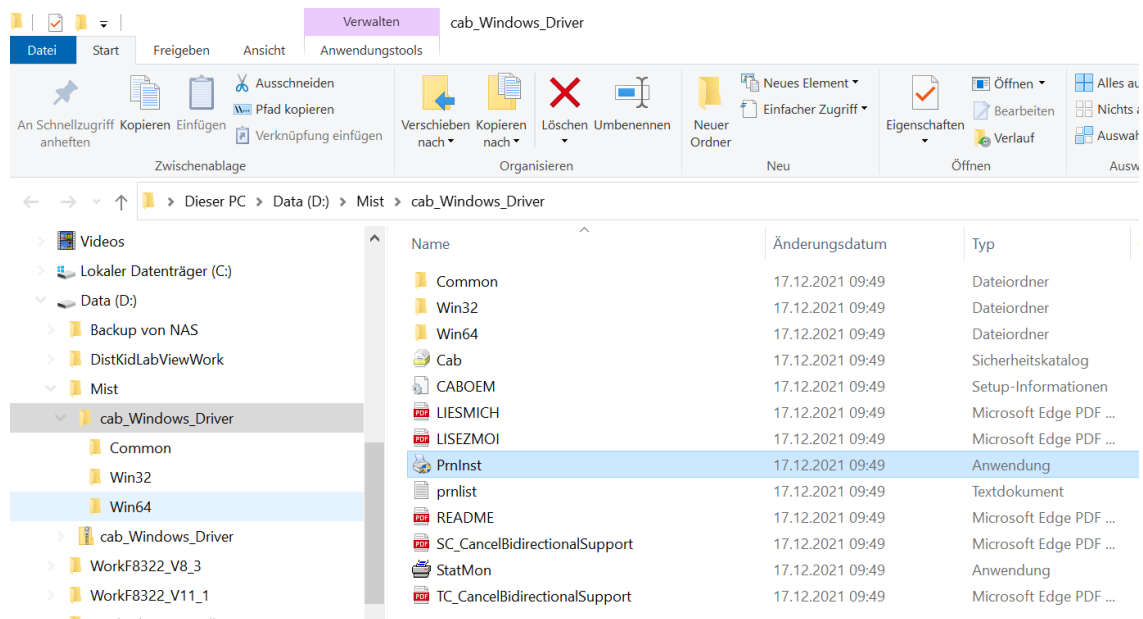 Verwalten cab_Windows_Driver
Datei Start Freigeben Ansicht Anwendungstools
An Schnellzugriff anheften
Kopieren
Einfügen
Ausschneiden
Pfad kopieren
Verknüpfung einfügen
Zwischenablage
Verschieben nach
Kopieren nach
Löschen
Umbenennen
Organisieren
Neuer Ordner
Neues Element
Einfacher Zugriff
Neu
Eigenschaften
Öffnen
Bearbeiten
Verlauf
Öffnen
Alles au
Nichts a
Auswah
Ausw
Dieser PC > Data (D:) > Mist > cab_Windows_Driver
Videos
Lokaler Datenträger (C:)
Data (D:)
Backup von NAS
DistKidLabViewWork
Mist
cab_Windows_Driver
Common
Win32
Win64
cab_Windows_Driver
WorkF8322_V8_3
WorkF8322_V11_1
Name Änderungsdatum Typ
Common 17.12.2021 09:49 Dateiordner
Win32 17.12.2021 09:49 Dateiordner
Win64 17.12.2021 09:49 Dateiordner
Cab 17.12.2021 09:49 Sicherheitskatalog
CABOEM 17.12.2021 09:49 Setup-Informationen
LIESMICH 17.12.2021 09:49 Microsoft Edge PDF ...
LISEZMOI 17.12.2021 09:49 Microsoft Edge PDF ...
PrnInst 17.12.2021 09:49 Anwendung
prnlist 17.12.2021 09:49 Textdokument
README 17.12.2021 09:49 Microsoft Edge PDF ...
SC_CancelBidirectionalSupport 17.12.2021 09:49 Microsoft Edge PDF ...
StatMon 17.12.2021 09:49 Anwendung
TC_CancelBidirectionalSupport 17.12.2021 09:49 Microsoft Edge PDF ...